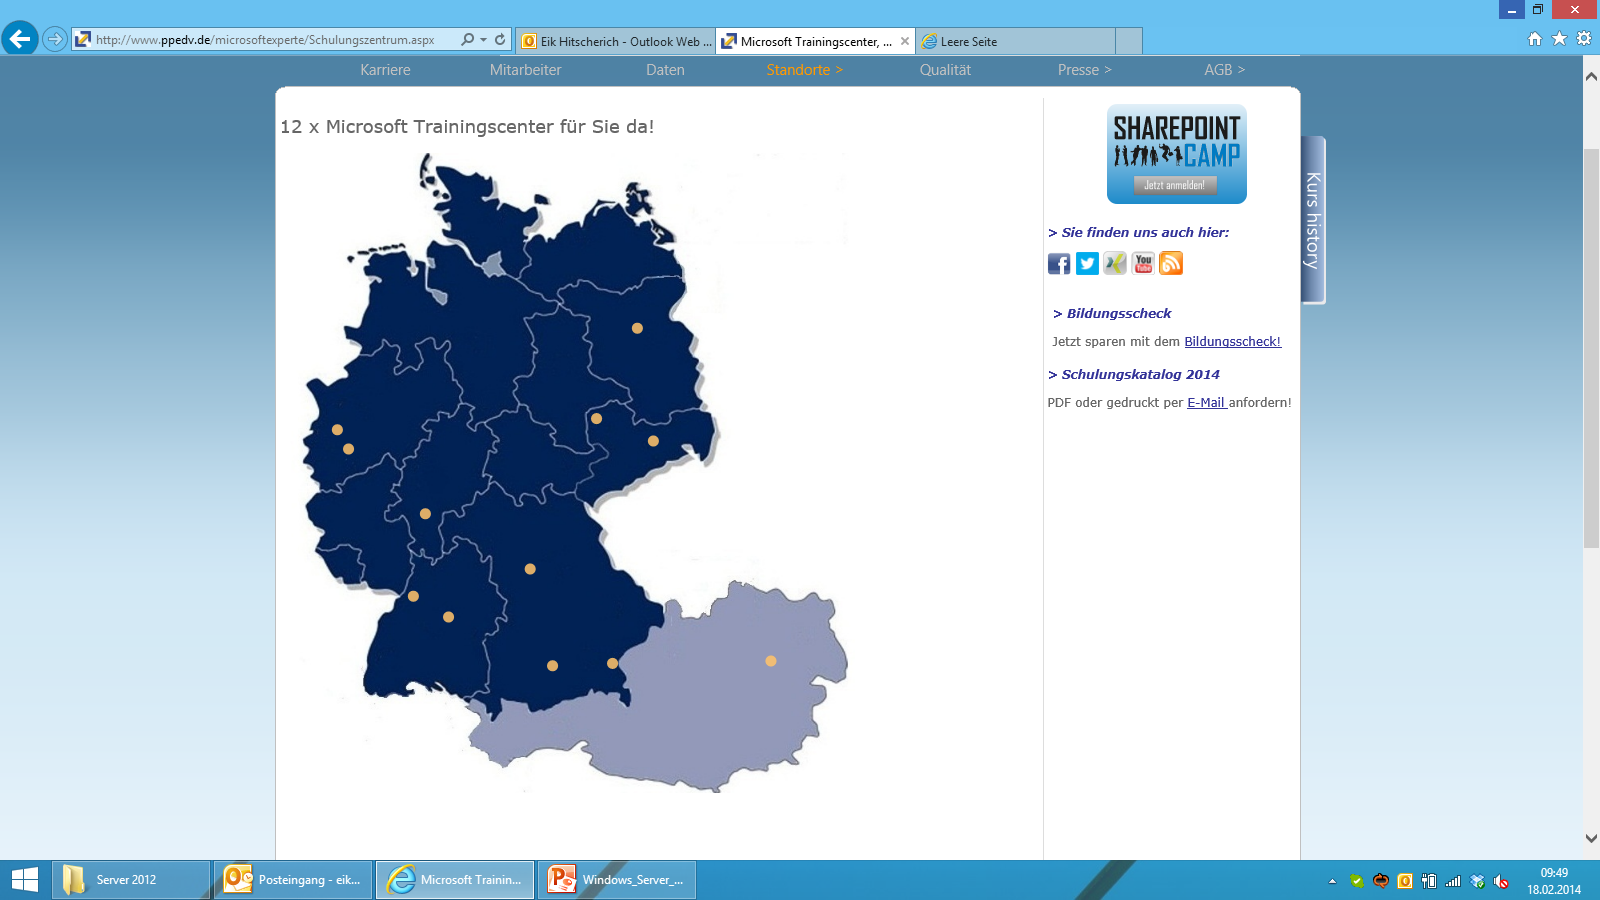 http://www.ppedv.de/microsoftexperte/Schulungszentrum.aspx
Eik Hitscherich - Outlook Web ...
Microsoft Trainingscenter, ...
Leere Seite
Karriere
Mitarbeiter
Daten
Standorte >
Qualität
Presse >
AGB >
12 x Microsoft Trainingscenter für Sie da!
SHAREPOINT
CAMP
Jetzt anmelden!
Kurs history
> Sie finden uns auch hier:
You
Tube
> Bildungsscheck
Jetzt sparen mit dem Bildungsscheck!
> Schulungskatalog 2014
PDF oder gedruckt per E-Mail anfordern!
Server 2012
Posteingang - eik...
Microsoft Trainin...
Windows_Server_...
09:49
18.02.2014